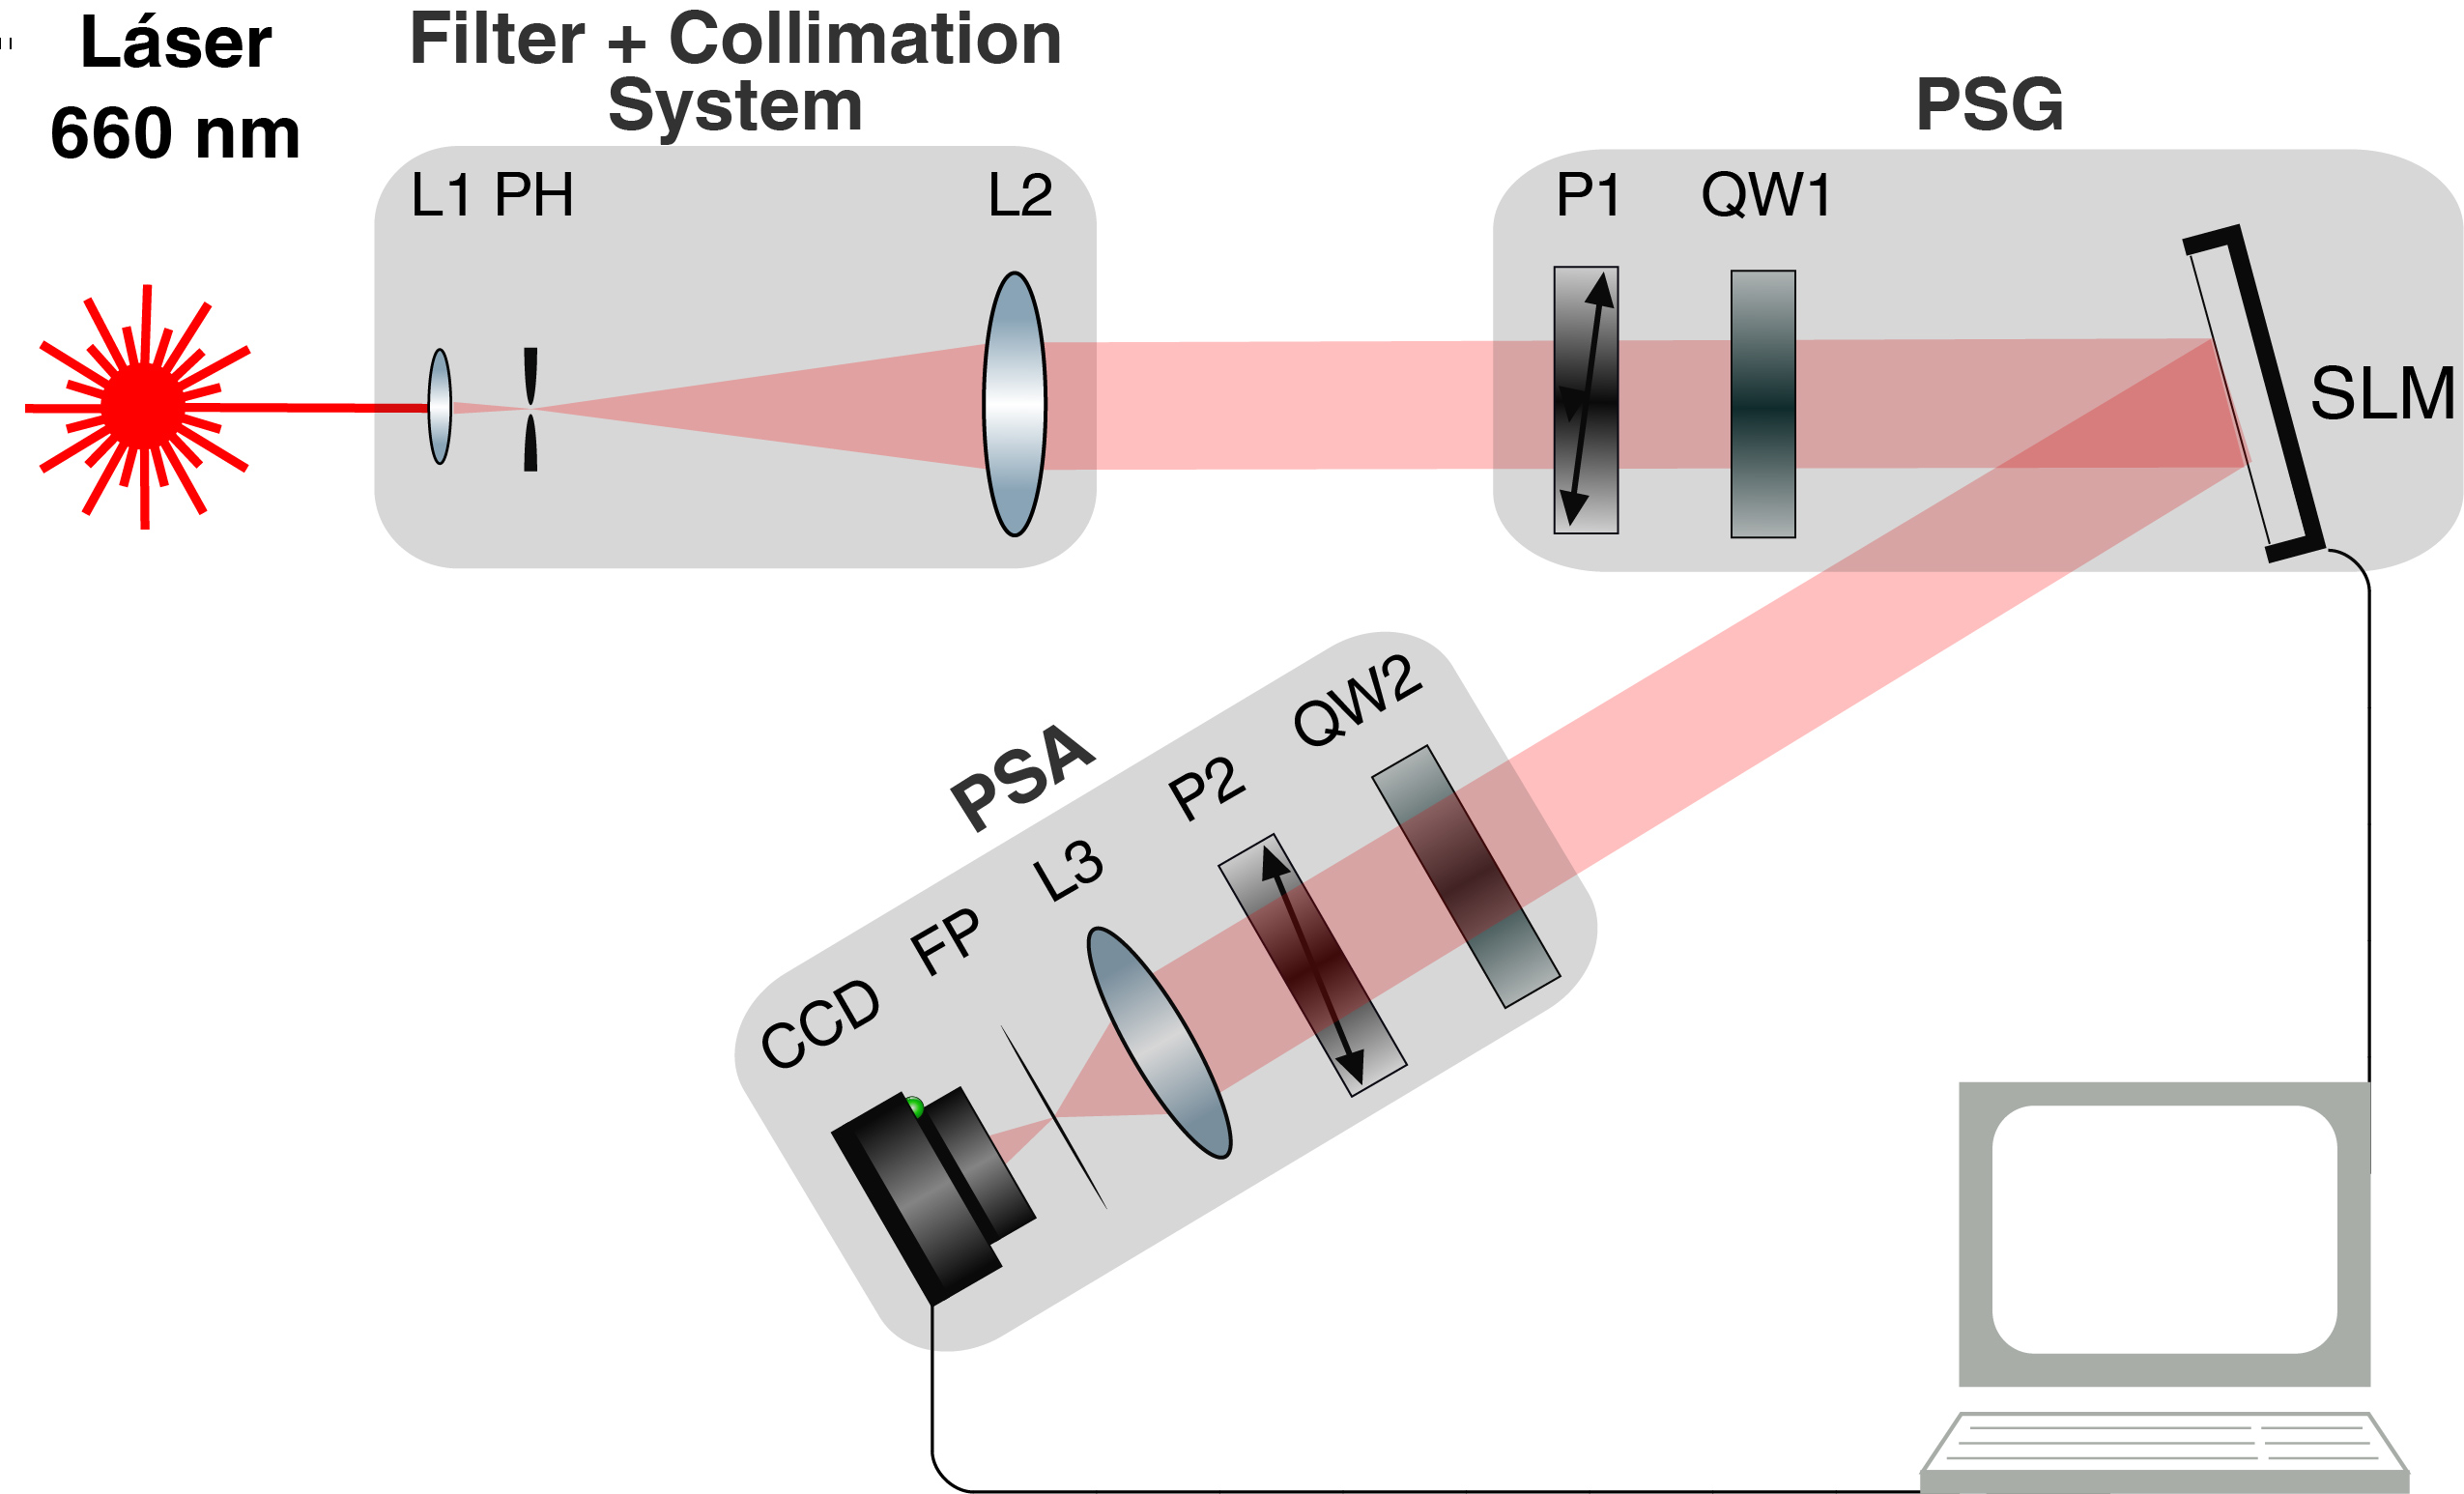 Láser
660 nm
Filter + Collimation
System
L1 PH
L2
PSG
P1
QW1
SLM
PSA
QW2
P2
L3
FP
CCD